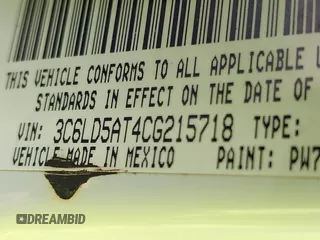 THIS VEHICLE CONFORMS TO ALL APPLICABLE
STANDARDS IN EFFECT ON THE DATE OF
VIN: 3C6LD5AT4CG215718 TYPE:
VEHICLE MADE IN MEXICO PAINT: PW7
DREAMBID